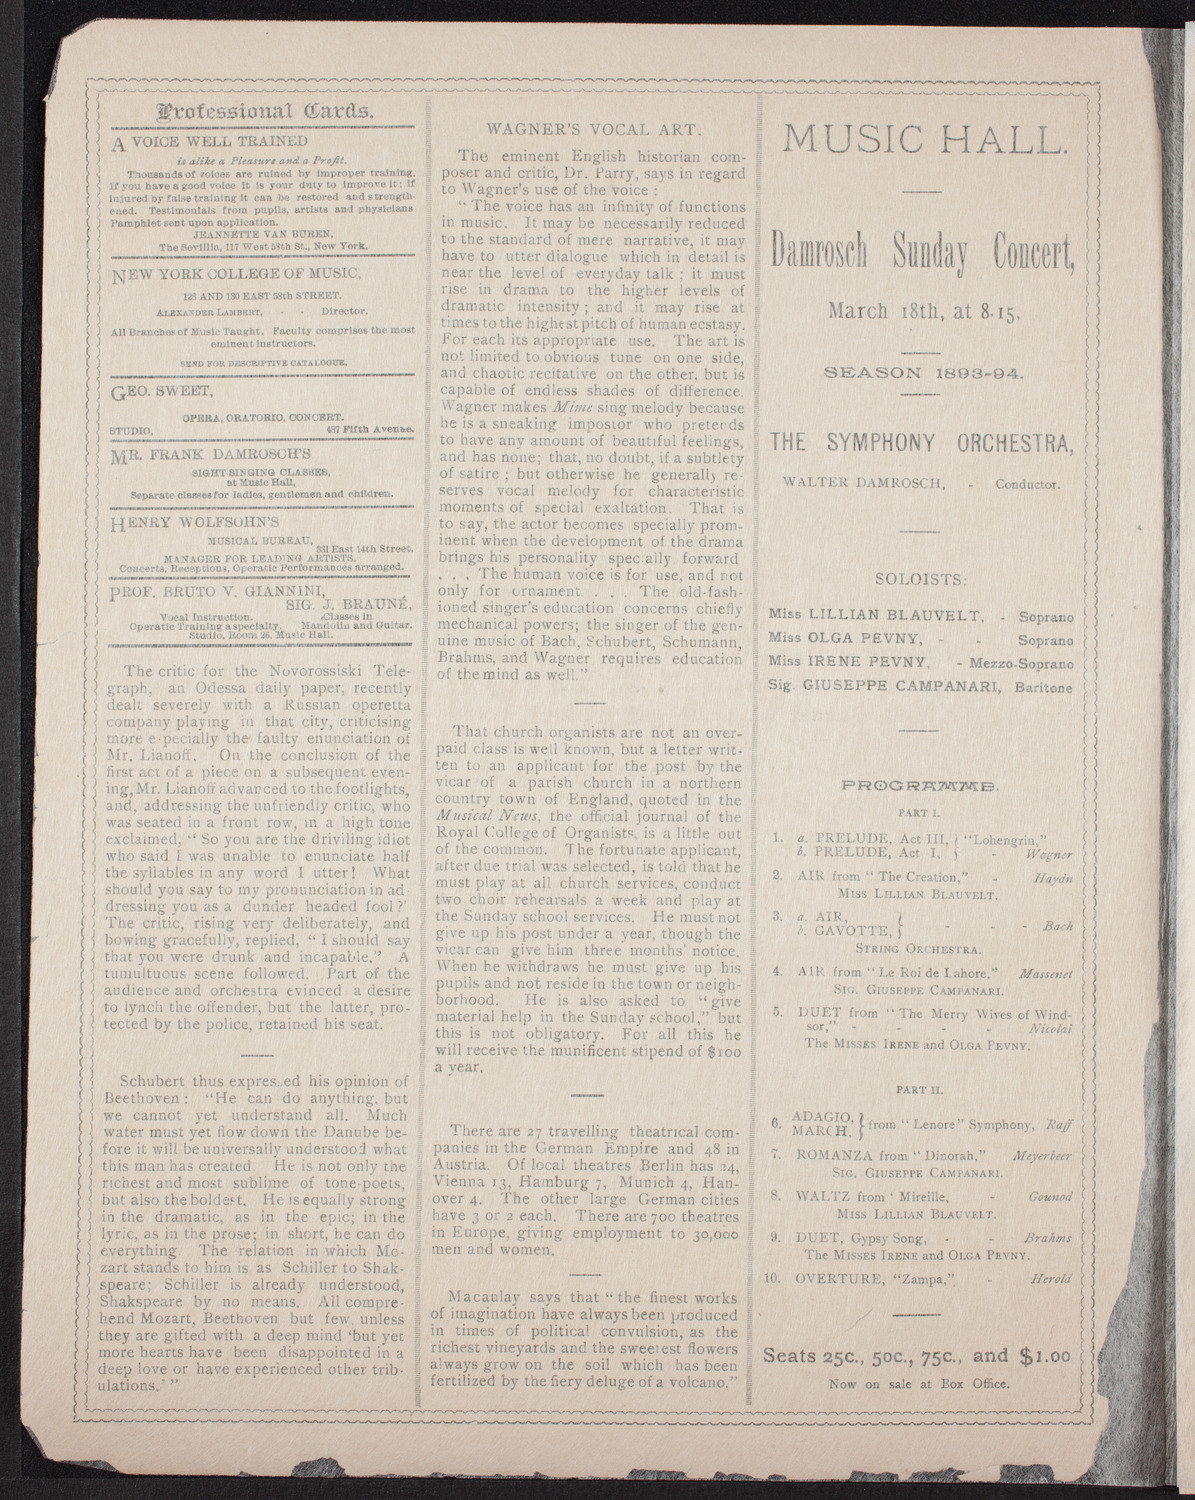 Professional Cards.
A VOICE WELL TRAINED
is alike a Pleasure and a Profit.
Thousands of voices are ruined by improper training.
If you have a good voice it is your duty to improve it; if
injured by false training it can be restored and strength-
ened. Testimonials from pupils, artists and physicians
Pamphlet sent upon application.
JEANNETTE VAN BUREN,
The Sevillia, 117 West 58th St., New York.
NEW YORK COLLEGE OF MUSIC,
128 AND 130 EAST 58th STREET.
ALEXANDER LAMBERT, - - Director.
All Branches of Music Taught. Faculty comprises the most
eminent instructors.
SEND FOR DESCRIPTIVE CATALOGUE.
GEO. SWEET,
OPERA, ORATORIO, CONCERT.
STUDIO, 487 Fifth Avenue.
MR. FRANK DAMROSCH'S
SIGHT-SINGING CLASSES,
at Music Hall,
Separate classes for ladies, gentlemen and children.
HENRY WOLFSOHN'S
MUSICAL BUREAU,
331 East 14th Street.
MANAGER FOR LEADING ARTISTS.
Concerts, Receptions, Operatic Performances arranged.
PROF. BRUTO V. GIANNINI,
SIG. J. BRAUNÉ,
Vocal Instruction. Classes in
Operatic Training a specialty. Mandolin and Guitar.
Studio, Room 26, Music Hall.
The critic for the Novorossiski Tele-
graph, an Odessa daily paper, recently
dealt severely with a Russian operetta
company playing in that city, criticising
more e-pecially the faulty enunciation of
Mr. Lianoff. On the conclusion of the
first act of a piece on a subsequent even-
ing, Mr. Lianoff advanced to the footlights,
and, addressing the unfriendly critic, who
was seated in a front row, in a high tone
exclaimed, "So you are the driviling idiot
who said I was unable to enunciate half
the syllables in any word I utter! What
should you say to my pronunciation in ad
dressing you as a dunder headed fool?'
The critic, rising very deliberately, and
bowing gracefully, replied, "I should say
that you were drunk and incapable." A
tumultuous scene followed. Part of the
audience and orchestra evinced a desire
to lynch the offender, but the latter, pro-
tected by the police, retained his seat.
Schubert thus expressed his opinion of
Beethoven: "He can do anything, but
we cannot yet understand all. Much
water must yet flow down the Danube be-
fore it will be universally understood what
this man has created. He is not only the
richest and most sublime of tone-poets,
but also the boldest. He is equally strong
in the dramatic, as in the epic; in the
lyric, as in the prose; in short, he can do
everything. The relation in which Mo-
zart stands to him is as Schiller to Shak-
speare; Schiller is already understood,
Shakspeare by no means. All compre-
hend Mozart, Beethoven but few, unless
they are gifted with a deep mind 'but yet
more hearts have been disappointed in a
deep love or have experienced other trib-
ulations.'"
WAGNER'S VOCAL ART.
The eminent English historian com-
poser and critic, Dr. Parry, says in regard
to Wagner's use of the voice:
"The voice has an infinity of functions
in music. It may be necessarily reduced
to the standard of mere narrative, it may
have to utter dialogue which in detail is
near the level of everyday talk; it must
rise in drama to the higher levels of
dramatic intensity; and it may rise at
times to the highest pitch of human ecstasy.
For each its appropriate use. The art is
not limited to obvious tune on one side,
and chaotic recitative on the other, but is
capable of endless shades of difference.
Wagner makes Mime sing melody because
he is a sneaking impostor who pretends
to have any amount of beautiful feelings,
and has none; that, no doubt, if a subtlety
of satire; but otherwise he generally re-
serves vocal melody for characteristic
moments of special exaltation. That is
to say, the actor becomes specially prom-
inent when the development of the drama
brings his personality specially forward
. . . The human voice is for use, and not
only for ornament. . . . The old-fash-
ioned singer's education concerns chiefly
mechanical powers; the singer of the gen-
uine music of Bach, Schubert, Schumann,
Brahms, and Wagner requires education
of the mind as well."
That church organists are not an over-
paid class is well known, but a letter writ-
ten to an applicant for the post by the
vicar of a parish church in a northern
country town of England, quoted in the
Musical News, the official journal of the
Royal College of Organists, is a little out
of the common. The fortunate applicant,
after due trial was selected, is told that he
must play at all church services, conduct
two choir rehearsals a week and play at
the Sunday school services. He must not
give up his post under a year, though the
vicar can give him three months' notice.
When he withdraws he must give up his
pupils and not reside in the town or neigh-
borhood. He is also asked to "give
material help in the Sunday school," but
this is not obligatory. For all this he
will receive the munificent stipend of $100
a year.
There are 27 travelling theatrical com-
panies in the German Empire and 48 in
Austria. Of local theatres Berlin has 24,
Vienna 13, Hamburg 7, Munich 4, Han-
over 4. The other large German cities
have 3 or 2 each. There are 700 theatres
in Europe, giving employment to 30,000
men and women.
Macaulay says that "the finest works
of imagination have always been produced
in times of political convulsion, as the
richest vineyards and the sweetest flowers
always grow on the soil which has been
fertilized by the fiery deluge of a volcano."
MUSIC HALL.
Damrosch Sunday Concert,
March 18th, at 8.15.
SEASON 1893-94.
THE SYMPHONY ORCHESTRA,
WALTER DAMROSCH, - Conductor.
SOLOISTS:
Miss LILLIAN BLAUVELT, - Soprano
Miss OLGA PEVNY, - - Soprano
Miss IRENE PEVNY, - Mezzo-Soprano
Sig. GIUSEPPE CAMPANARI, Baritone
PROGRAMME.
PART I.
1. a. PRELUDE, Act III, } "Lohengrin,"
b. PRELUDE, Act I, } - Wagner
2. AIR from "The Creation," - Haydn
MISS LILLIAN BLAUVELT.
3. a. AIR, }
b. GAVOTTE, } - - - Bach
STRING ORCHESTRA.
4. AIR from "Le Roi de Lahore," Massenet
SIG. GIUSEPPE CAMPANARI.
5. DUET from "The Merry Wives of Wind-
sor," - - - - Nicolai
The MISSES IRENE and OLGA PEVNY.
PART II.
6. ADAGIO, MARCH, } from "Lenore" Symphony, Raff
7. ROMANZA from "Dinorah," Meyerbeer
SIG. GIUSEPPE CAMPANARI.
8. WALTZ from 'Mireille, - Gounod
MISS LILLIAN BLAUVELT.
9. DUET, Gypsy Song, - - Brahms
The MISSES IRENE and OLGA PEVNY.
10. OVERTURE, "Zampa," - Herold
Seats 25c., 50c., 75c., and $1.00
Now on sale at Box Office.